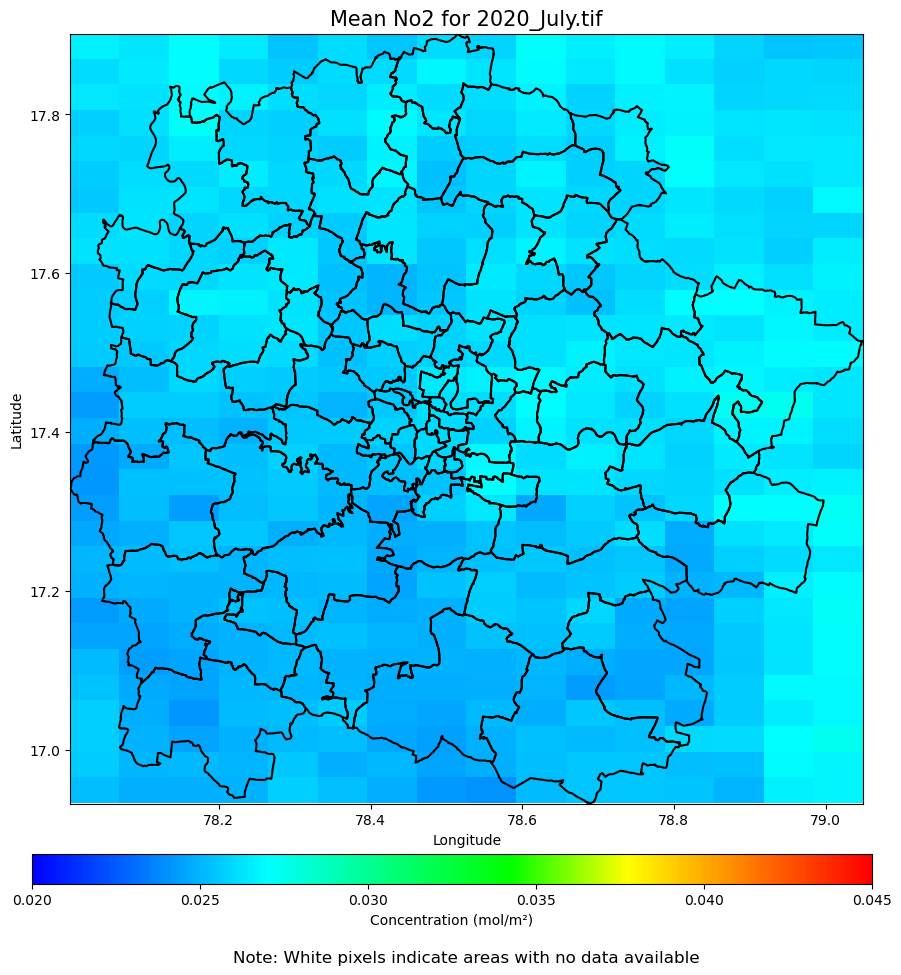 Mean No2 for 2020_July.tif
17.8
17.6
17.4
17.2
17.0
Latitude
78.2 78.4 78.6 78.8 79.0
Longitude
0.020 0.025 0.030 0.035 0.040 0.045
Concentration (mol/m²)
Note: White pixels indicate areas with no data available